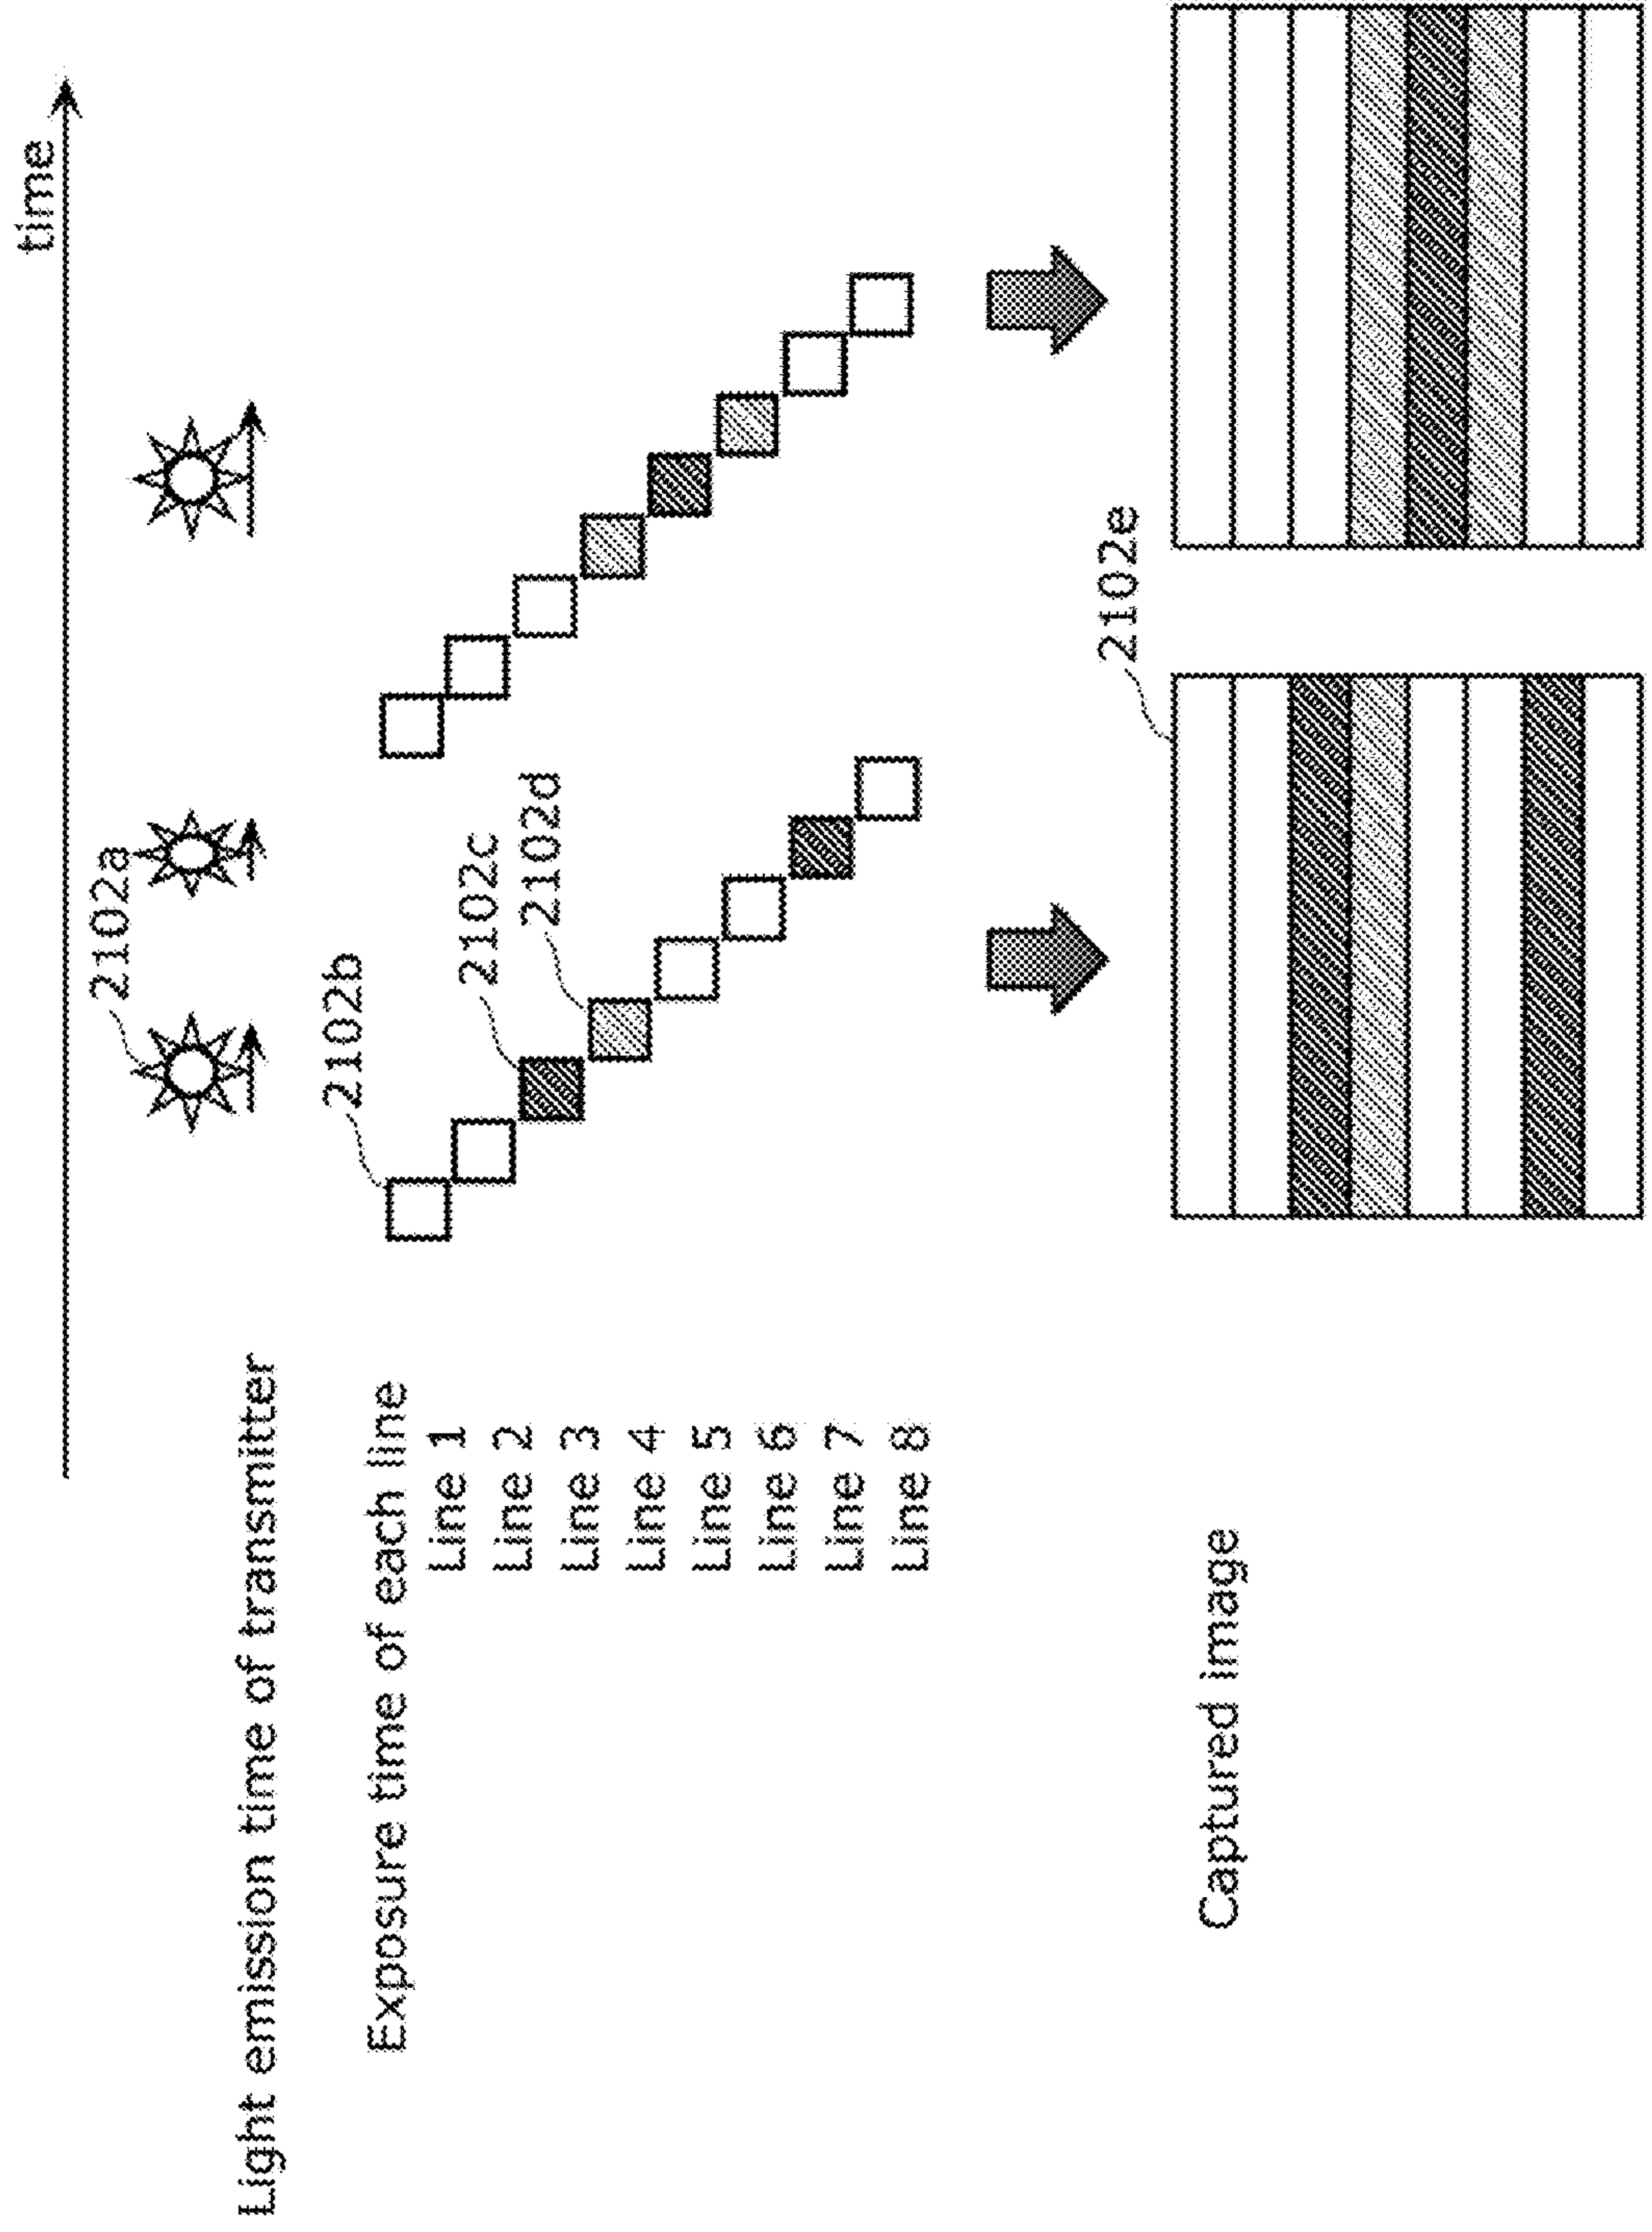 time
2102a
Light emission time of transmitter
2102b
Exposure time of each line
Line 1
2102c
Line 2
2102d
Line 3
Line 4
Line 5
Line 6
Line 7
Line 8
2102e
Captured image